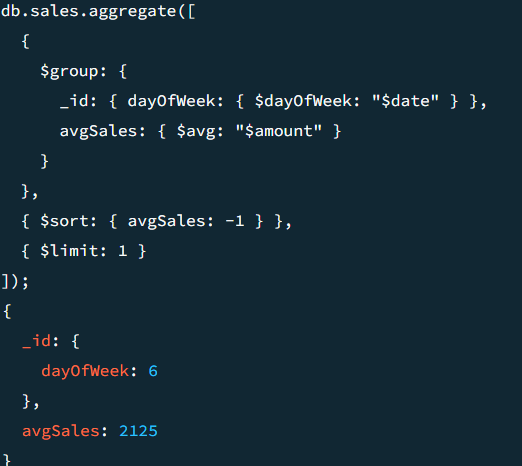 db.sales.aggregate([
  {
    $group: {
      _id: { dayOfWeek: { $dayOfWeek: "$date" } },
      avgSales: { $avg: "$amount" }
    }
  },
  { $sort: { avgSales: -1 } },
  { $limit: 1 }
]);
{
  _id: {
    dayOfWeek: 6
  },
  avgSales: 2125
}